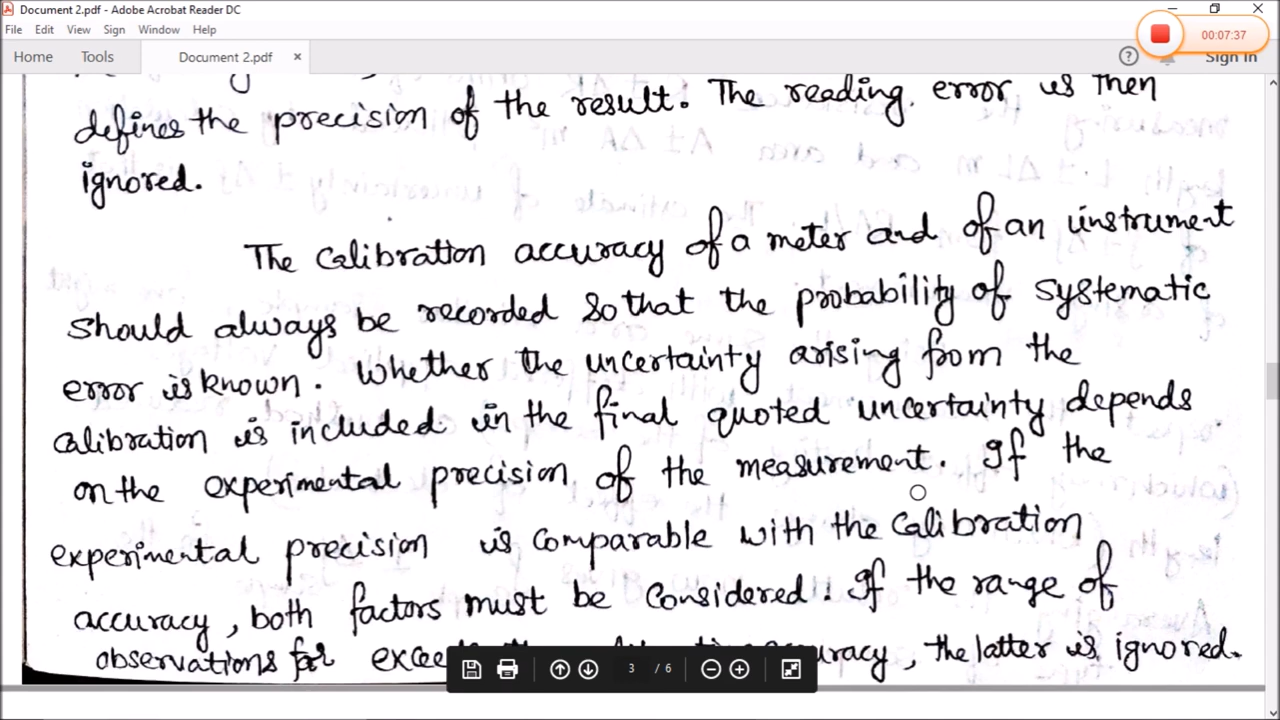 Document 2.pdf - Adobe Acrobat Reader DC
File Edit View Sign Window Help
00:07:37
Home Tools Document 2.pdf × ? Sign In
defines the precision of the result. The reading error is then
ignored.
The calibration accuracy of a meter and of an instrument
should always be recorded so that the probability of systematic
error is known. Whether the uncertainty arising from the
calibration is included in the final quoted uncertainty depends
on the experimental precision of the measurement. If the
experimental precision is comparable with the calibration
accuracy, both factors must be considered. If the range of
observations far accuracy, the latter is ignored.
3 / 6